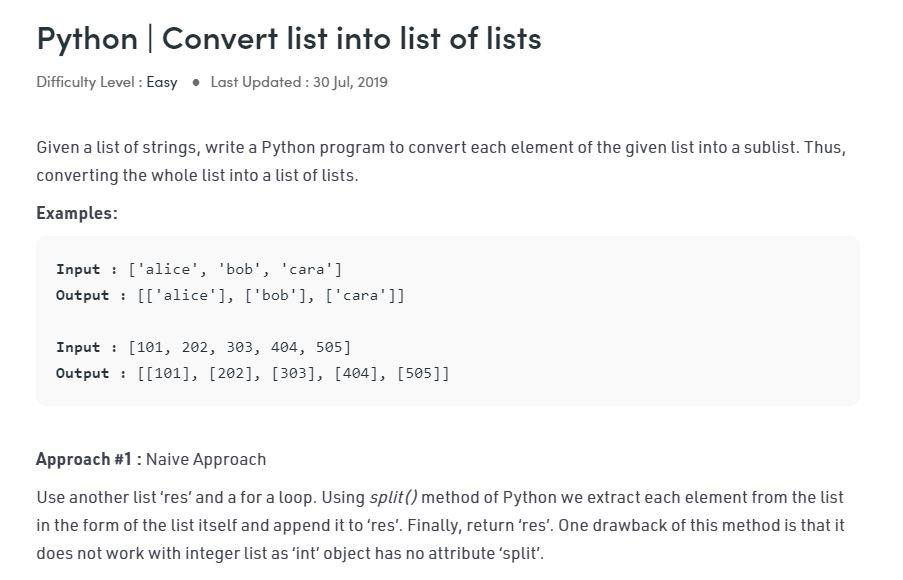 Python | Convert list into list of lists
Difficulty Level : Easy ● Last Updated : 30 Jul, 2019
Given a list of strings, write a Python program to convert each element of the given list into a sublist. Thus,
converting the whole list into a list of lists.
Examples:
Input : ['alice', 'bob', 'cara']
Output : [['alice'], ['bob'], ['cara']]
Input : [101, 202, 303, 404, 505]
Output : [[101], [202], [303], [404], [505]]
Approach #1 : Naive Approach
Use another list ‘res’ and a for a loop. Using split() method of Python we extract each element from the list
in the form of the list itself and append it to ‘res’. Finally, return ‘res’. One drawback of this method is that it
does not work with integer list as ‘int’ object has no attribute ‘split’.